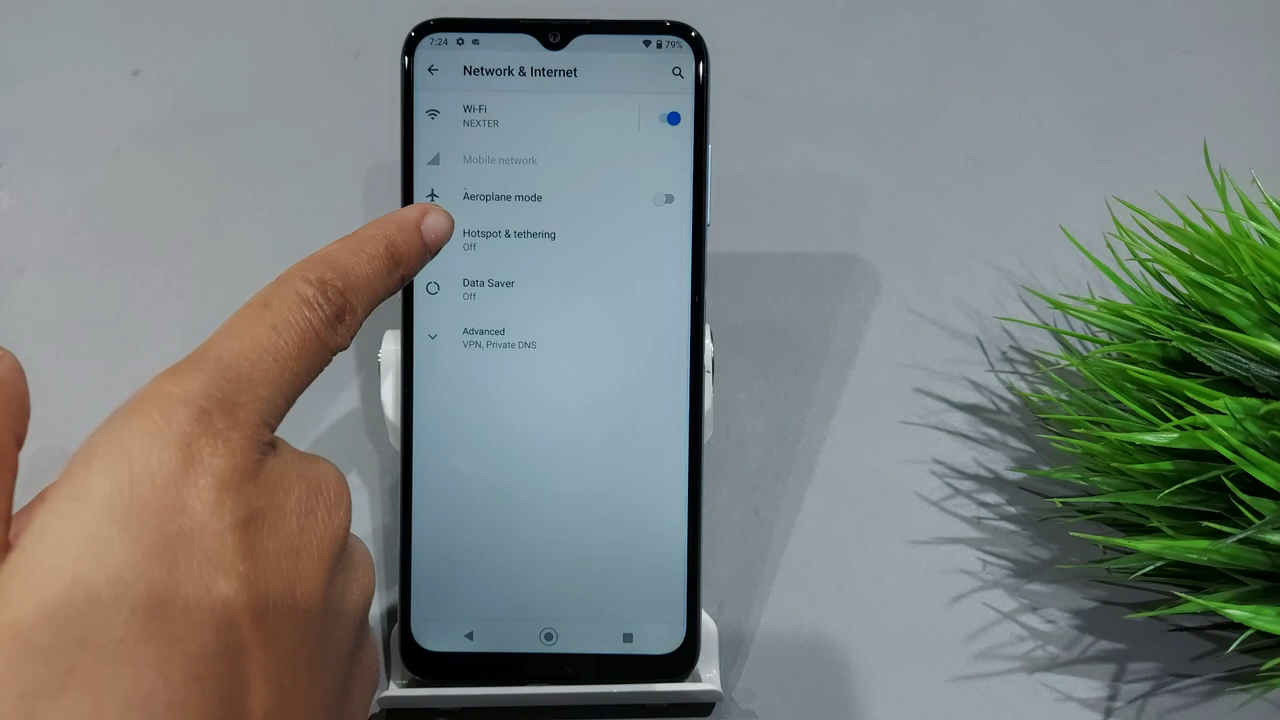 7:24 79%
Network & Internet
Wi-Fi
NEXTER
Mobile network
Aeroplane mode
Hotspot & tethering
Off
Data Saver
Off
Advanced
VPN, Private DNS